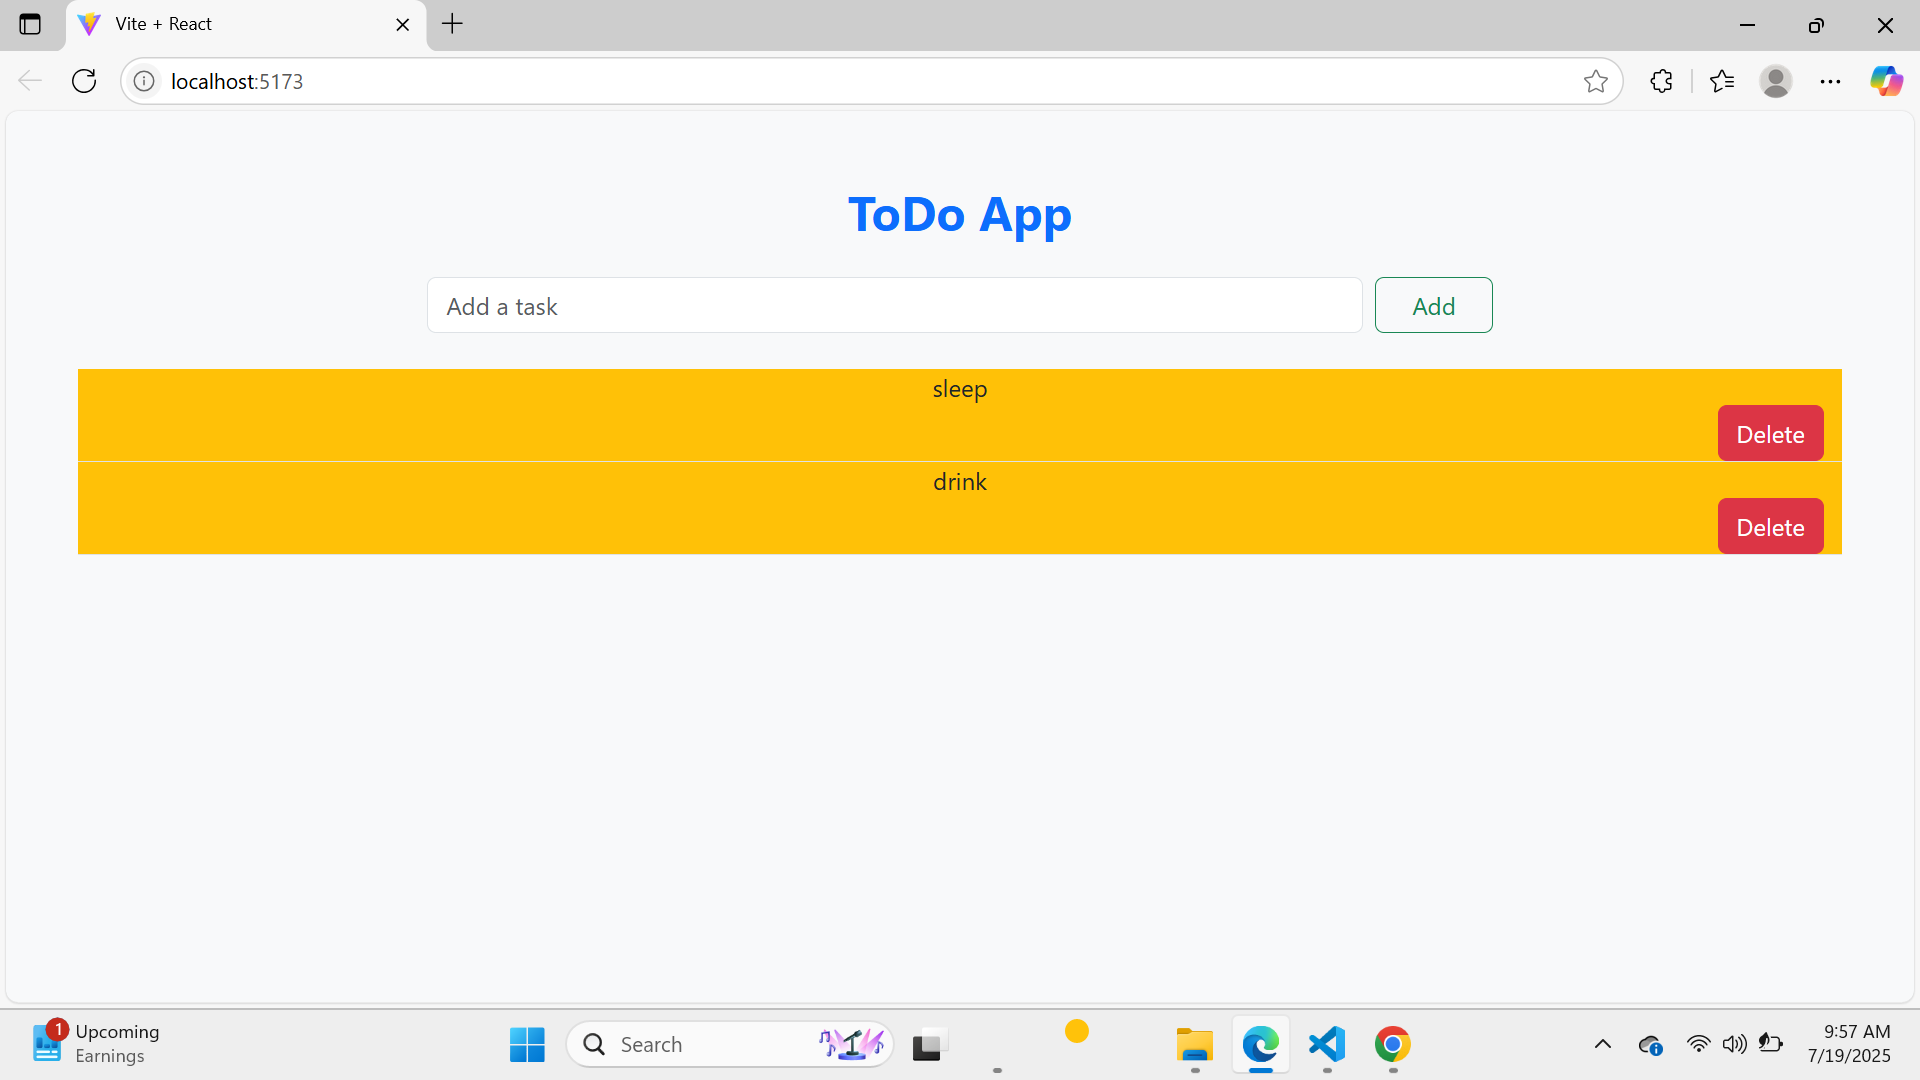 Vite + React
localhost:5173
ToDo App
Add a task
Add
sleep
Delete
drink
Delete
1
Upcoming
Earnings
Search
9:57 AM
7/19/2025